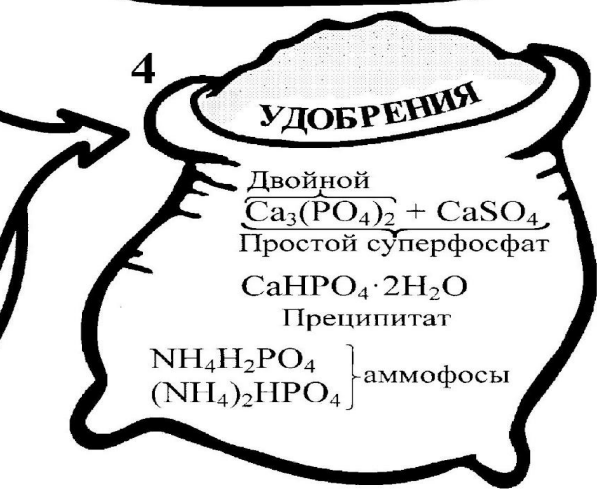 4
УДОБРЕНИЯ
Двойной
Ca₃(PO₄)₂ + CaSO₄
Простой суперфосфат
CaHPO₄·2H₂O
Преципитат
NH₄H₂PO₄
(NH₄)₂HPO₄
аммофосы